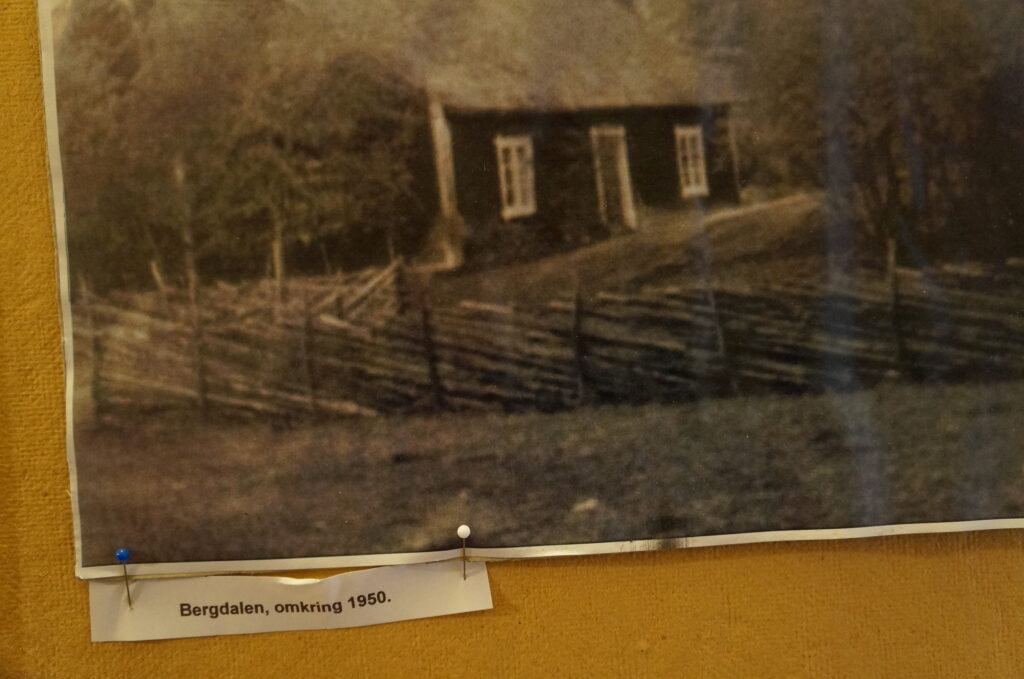 Bergdalen, omkring 1950.